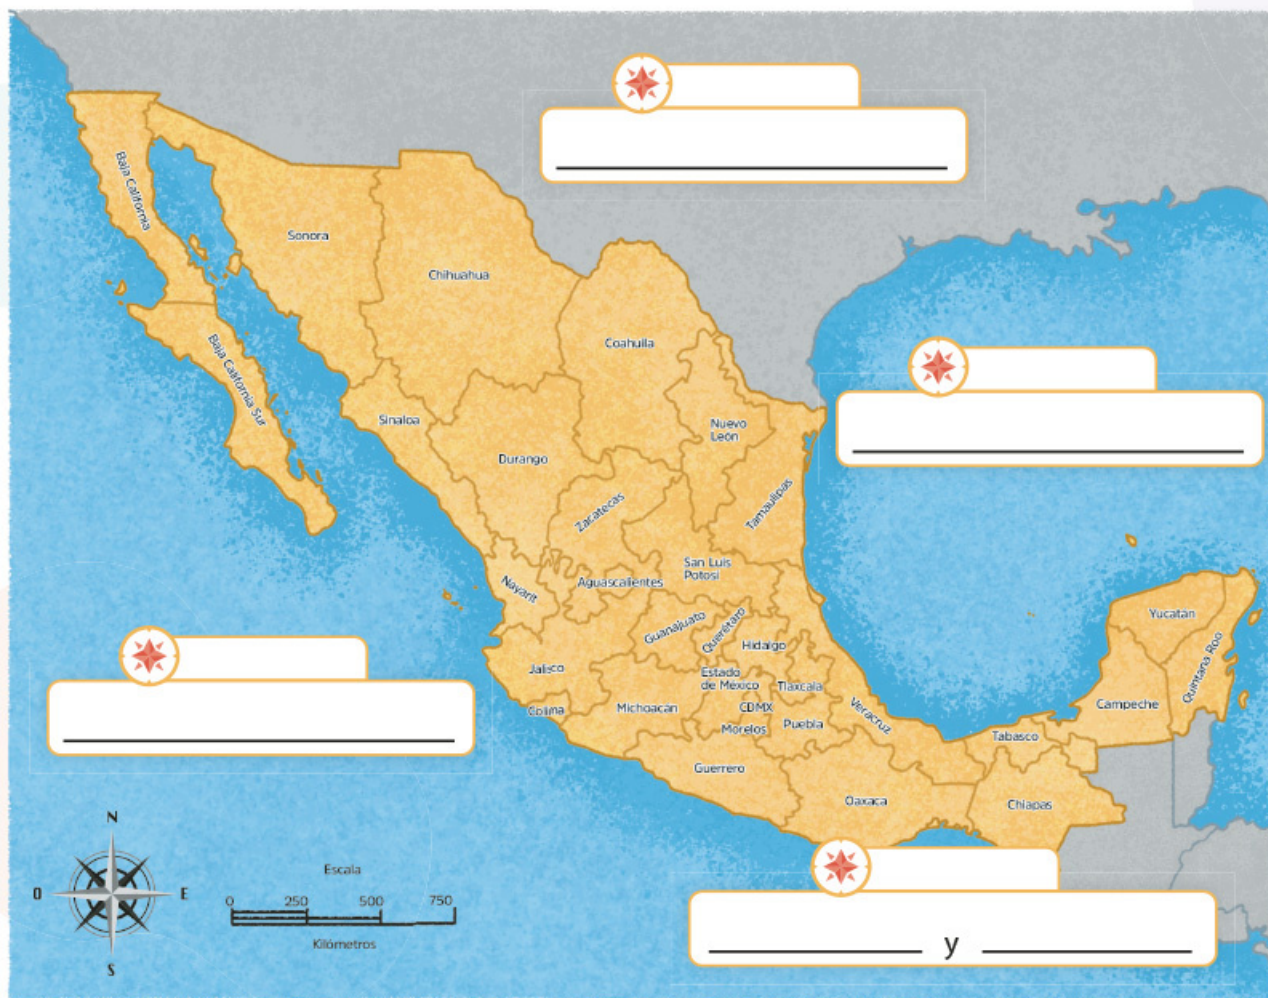 Baja California
Sonora
Chihuahua
Coahuila
Baja California Sur
Sinaloa
Nuevo
León
Durango
Zacatecas
Tamaulipas
San Luis
Potosí
Nayarit
Aguascalientes
Guanajuato
Querétaro
Hidalgo
Yucatán
Quintana Roo
Jalisco
Estado
de México
Tlaxcala
Campeche
Colima
Michoacán
CDMX
Veracruz
Morelos
Puebla
Tabasco
Guerrero
Oaxaca
Chiapas
N
O
E
S
Escala
0 250 500 750
Kilómetros
y